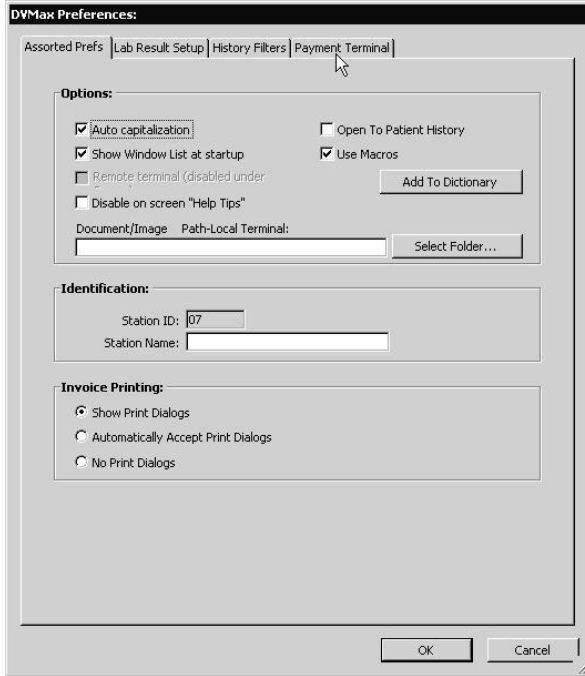 DVMax Preferences:
Assorted Prefs Lab Result Setup History Filters Payment Terminal
Options:
Auto capitalization
Open To Patient History
Show Window List at startup
Use Macros
Remote terminal (disabled under
Add To Dictionary
Disable on screen "Help Tips"
Document/Image Path-Local Terminal:
Select Folder...
Identification:
Station ID: 07
Station Name:
Invoice Printing:
Show Print Dialogs
Automatically Accept Print Dialogs
No Print Dialogs
OK Cancel